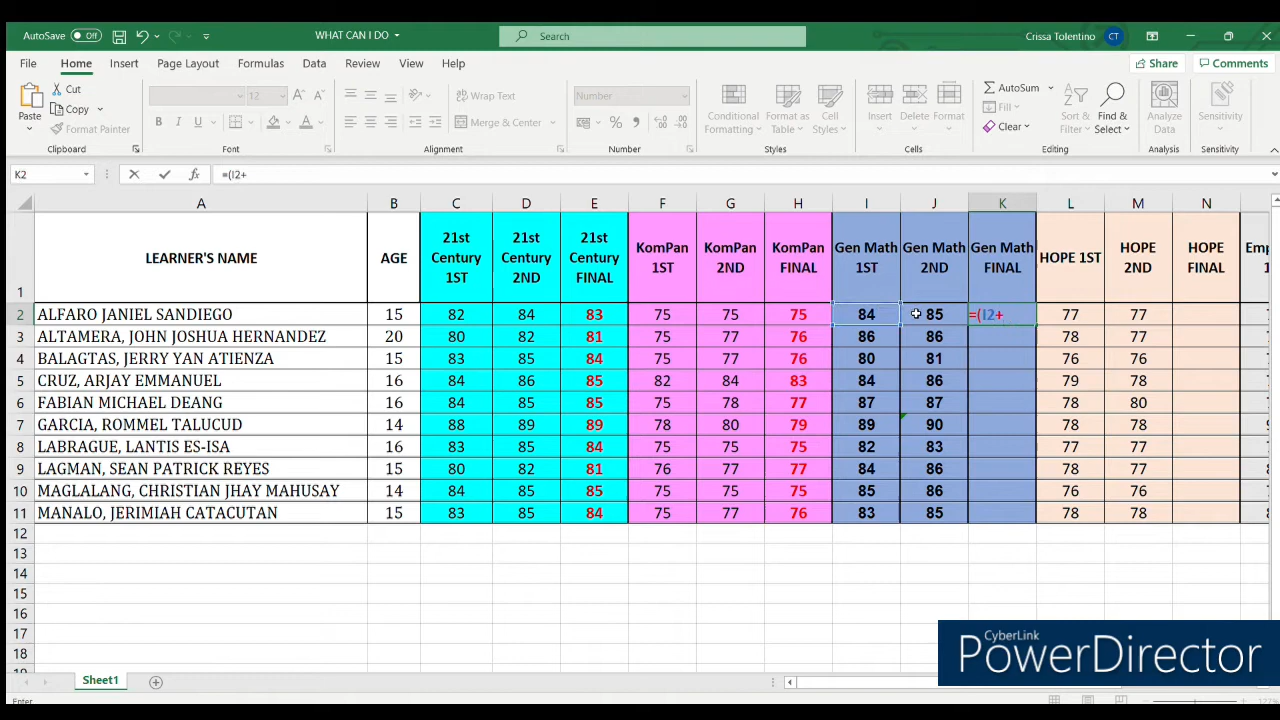 AutoSave Off WHAT CAN I DO Search Crissa Tolentino CT
File Home Insert Draw Page Layout Formulas Data Review View Help Share Comments
Paste Cut Copy Format Painter
12
Wrap Text Merge & Center
Number
Conditional Formatting Format as Table Styles
Insert Delete Format
AutoSum Fill Clear Sort & Filter Find & Select
Analyze Data Sensitivity
Clipboard Font Alignment Number Styles Cells Editing Analysis Sensitivity
K2 fx =(I2+
A B C D E F G H I J K L M N
1 LEARNER'S NAME AGE 21st Century 1ST 21st Century 2ND 21st Century FINAL KomPan 1ST KomPan 2ND KomPan FINAL Gen Math 1ST Gen Math 2ND Gen Math FINAL HOPE 1ST HOPE 2ND HOPE FINAL
2 ALFARO JANIEL SANDIEGO 15 82 84 83 75 75 75 84 85 =(I2+ 77 77
3 ALTAMERA, JOHN JOSHUA HERNANDEZ 20 80 82 81 75 77 76 86 86 78 77
4 BALAGTAS, JERRY YAN ATIENZA 15 83 85 84 75 77 76 80 81 76 76
5 CRUZ, ARJAY EMMANUEL 16 84 86 85 82 84 83 84 86 79 78
6 FABIAN MICHAEL DEANG 16 84 85 85 75 78 77 87 87 78 80
7 GARCIA, ROMMEL TALUCUD 14 88 89 89 78 80 79 89 90 78 78
8 LABRAGUE, LANTIS ES-ISA 16 83 85 84 75 75 75 82 83 77 77
9 LAGMAN, SEAN PATRICK REYES 15 80 82 81 76 77 77 84 86 78 77
10 MAGLALANG, CHRISTIAN JHAY MAHUSAY 14 84 85 85 75 75 75 85 86 76 76
11 MANALO, JERIMIAH CATACUTAN 15 83 85 84 75 77 76 83 85 78 78
12
13
14
15
16
17
18
Sheet1
Enter
CyberLink
PowerDirector